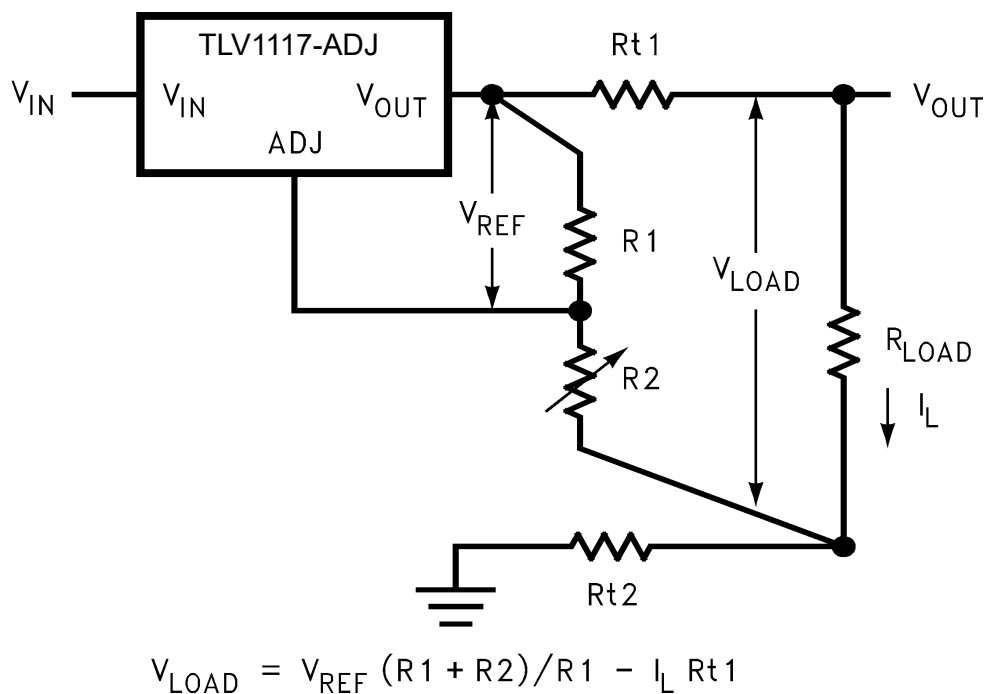 TLV1117-ADJ
Rt1
VIN
VIN
VOUT
VOUT
ADJ
VREF
R1
VLOAD
RLOAD
R2
IL
Rt2
VLOAD = VREF (R1 + R2)/R1 - IL Rt1